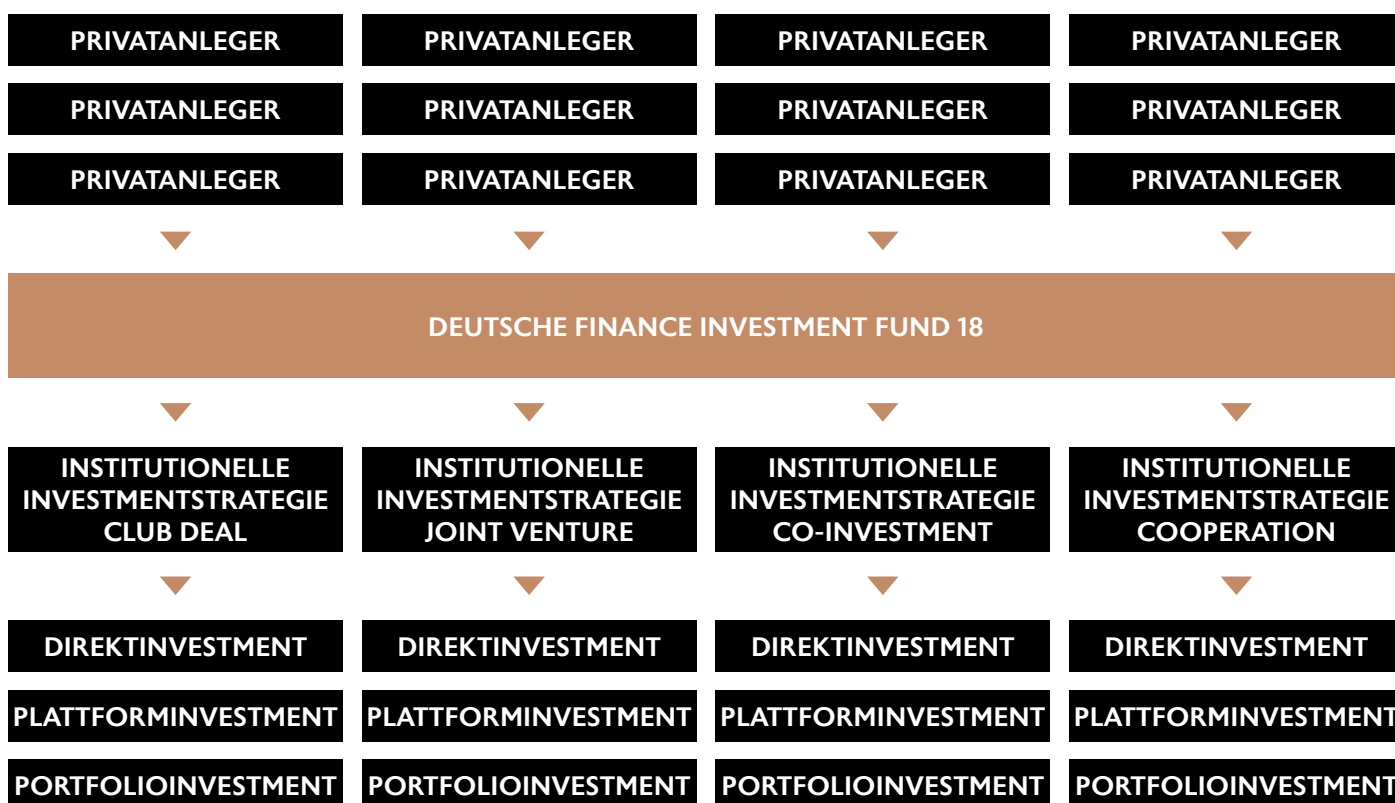 PRIVATANLEGER PRIVATANLEGER PRIVATANLEGER PRIVATANLEGER
PRIVATANLEGER PRIVATANLEGER PRIVATANLEGER PRIVATANLEGER
PRIVATANLEGER PRIVATANLEGER PRIVATANLEGER PRIVATANLEGER
DEUTSCHE FINANCE INVESTMENT FUND 18
INSTITUTIONELLE
INVESTMENTSTRATEGIE
CLUB DEAL
INSTITUTIONELLE
INVESTMENTSTRATEGIE
JOINT VENTURE
INSTITUTIONELLE
INVESTMENTSTRATEGIE
CO-INVESTMENT
INSTITUTIONELLE
INVESTMENTSTRATEGIE
COOPERATION
DIREKTINVESTMENT DIREKTINVESTMENT DIREKTINVESTMENT DIREKTINVESTMENT
PLATTFORMINVESTMENT PLATTFORMINVESTMENT PLATTFORMINVESTMENT PLATTFORMINVESTMENT
PORTFOLIOINVESTMENT PORTFOLIOINVESTMENT PORTFOLIOINVESTMENT PORTFOLIOINVESTMENT